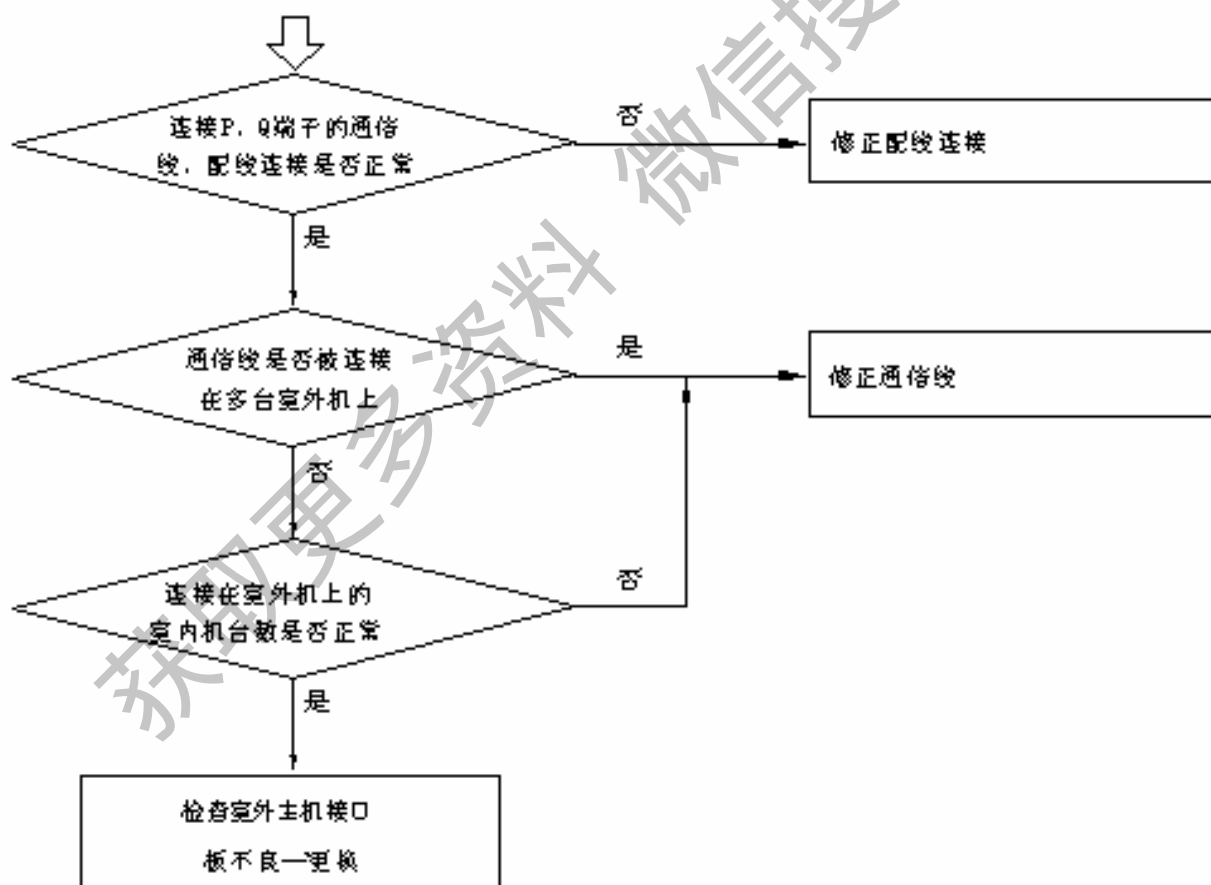 连接P,Q端子的通信
线,配线连接是否正常
否
修正配线连接
是
通信线是否被连接
在多台室外机上
是
修正通信线
否
连接在室外机上的
室内机台数是否正常
否
是
检查室外主机接口
板不良一更换
获取更多资料 微信搜